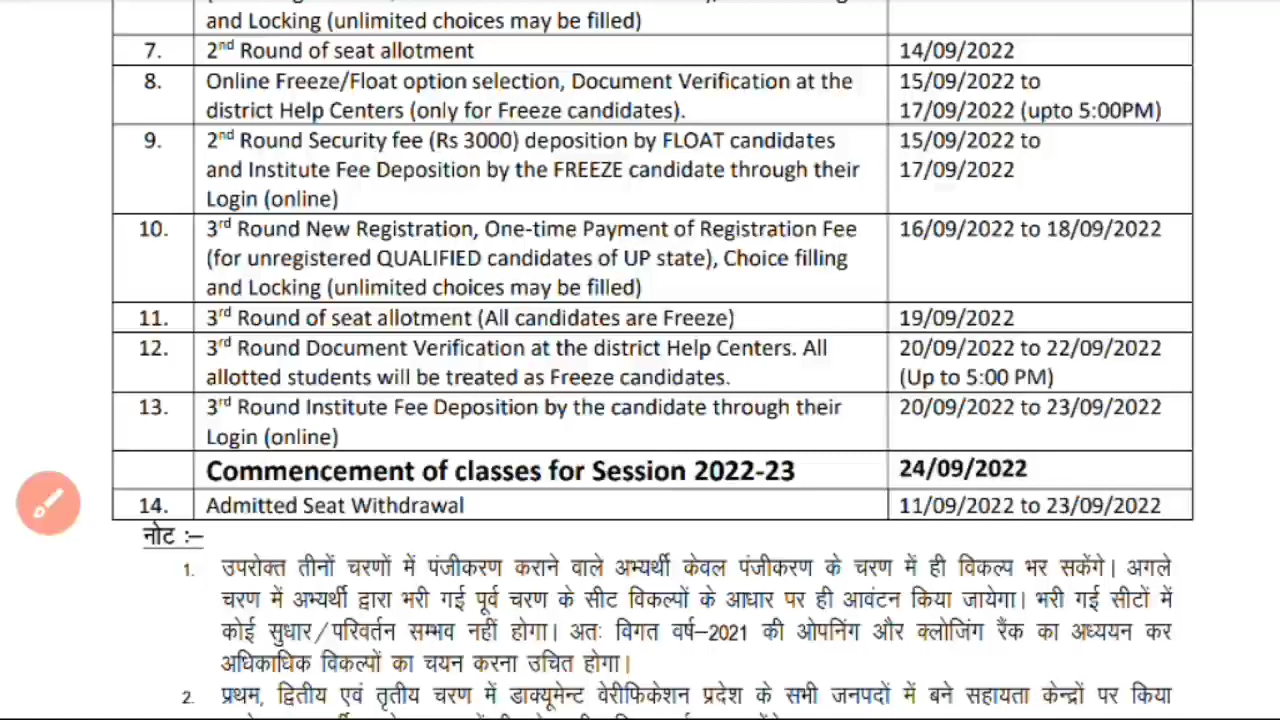 and Locking (unlimited choices may be filled)
7. 2nd Round of seat allotment 14/09/2022
8. Online Freeze/Float option selection, Document Verification at the 15/09/2022 to
district Help Centers (only for Freeze candidates). 17/09/2022 (upto 5:00PM)
9. 2nd Round Security fee (Rs 3000) deposition by FLOAT candidates 15/09/2022 to
and Institute Fee Deposition by the FREEZE candidate through their 17/09/2022
Login (online)
10. 3rd Round New Registration, One-time Payment of Registration Fee 16/09/2022 to 18/09/2022
(for unregistered QUALIFIED candidates of UP state), Choice filling
and Locking (unlimited choices may be filled)
11. 3rd Round of seat allotment (All candidates are Freeze) 19/09/2022
12. 3rd Round Document Verification at the district Help Centers. All 20/09/2022 to 22/09/2022
allotted students will be treated as Freeze candidates. (Up to 5:00 PM)
13. 3rd Round Institute Fee Deposition by the candidate through their 20/09/2022 to 23/09/2022
Login (online)
Commencement of classes for Session 2022-23 24/09/2022
14. Admitted Seat Withdrawal 11/09/2022 to 23/09/2022
नोट :–
1. उपरोक्त तीनों चरणों में पंजीकरण कराने वाले अभ्यर्थी केवल पंजीकरण के चरण में ही विकल्प भर सकेंगे। अगले
चरण में अभ्यर्थी द्वारा भरी गई पूर्व चरण के सीट विकल्पों के आधार पर ही आवंटन किया जायेगा। भरी गई सीटों में
कोई सुधार/परिवर्तन सम्भव नहीं होगा। अतः विगत वर्ष–2021 की ओपनिंग और क्लोजिंग रैंक का अध्ययन कर
अधिकाधिक विकल्पों का चयन करना उचित होगा।
2. प्रथम, द्वितीय एवं तृतीय चरण में डाक्यूमेन्ट वेरीफिकेशन प्रदेश के सभी जनपदों में बने सहायता केन्द्रों पर किया